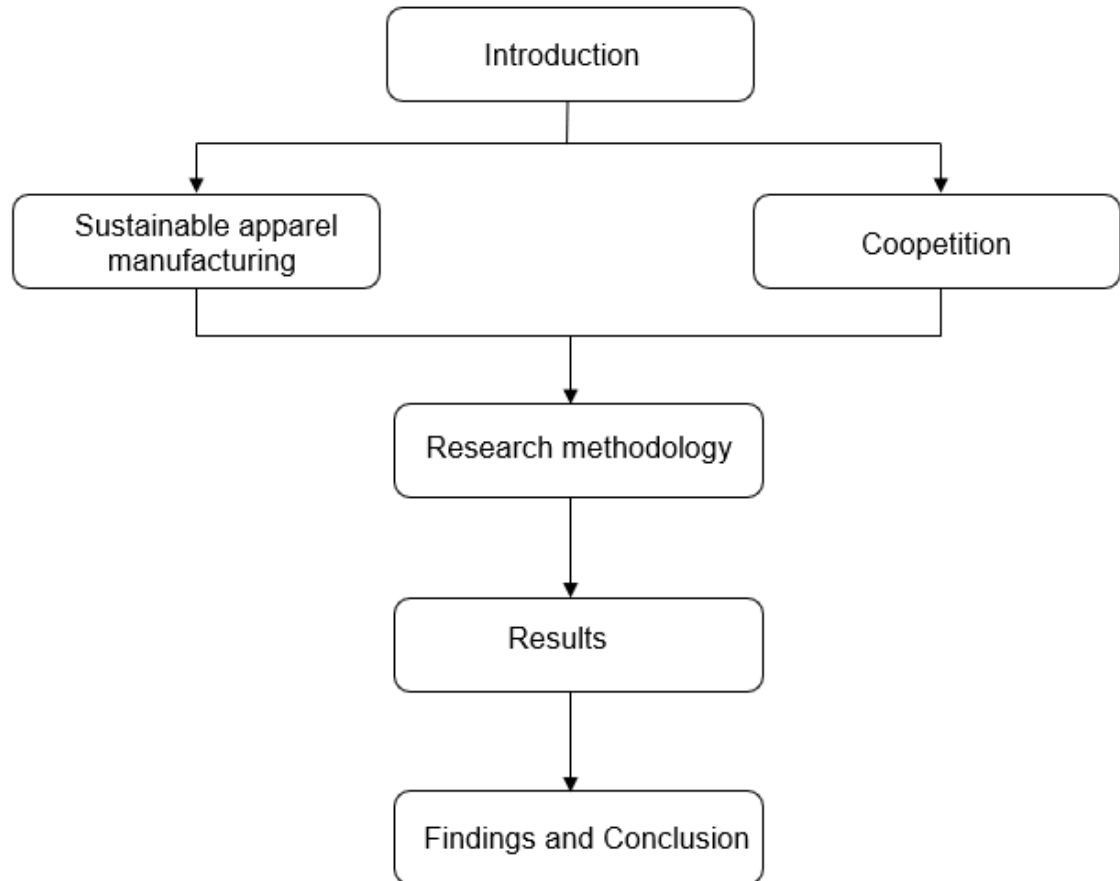 Introduction
Sustainable apparel
manufacturing
Coopetition
Research methodology
Results
Findings and Conclusion